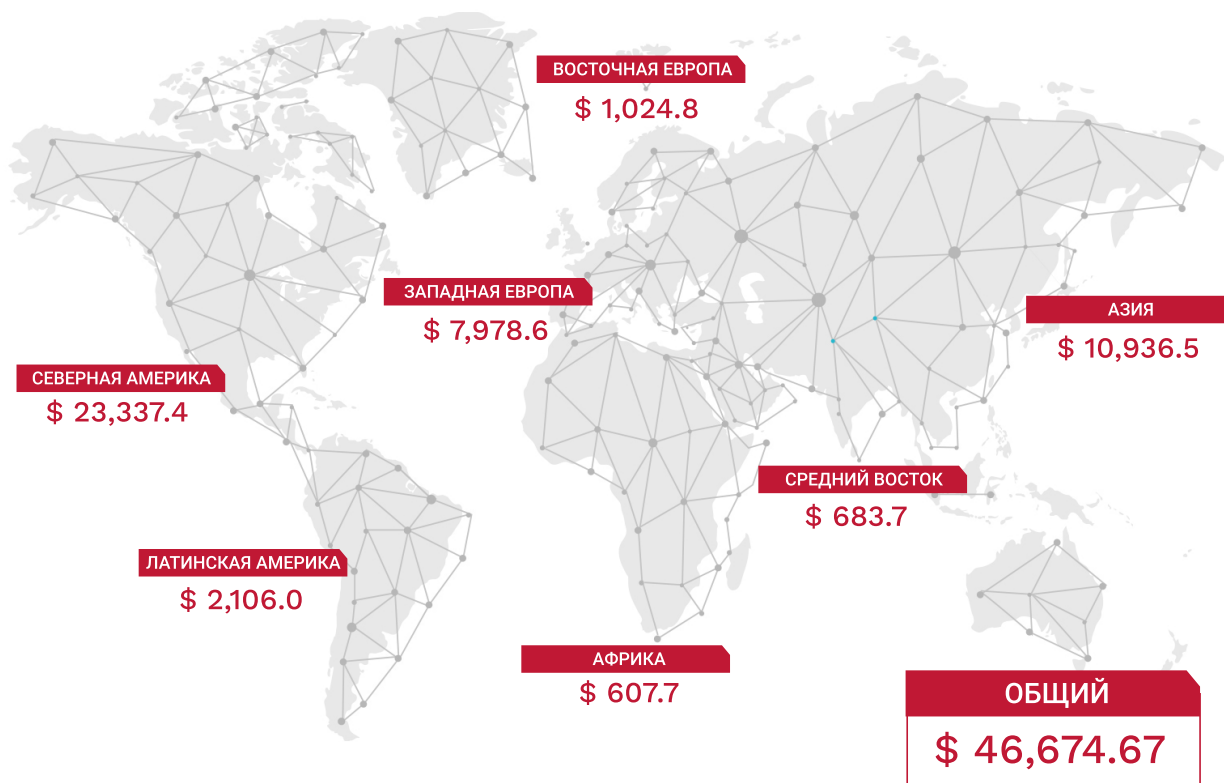 ВОСТОЧНАЯ ЕВРОПА
$ 1,024.8
ЗАПАДНАЯ ЕВРОПА
$ 7,978.6
АЗИЯ
$ 10,936.5
СЕВЕРНАЯ АМЕРИКА
$ 23,337.4
СРЕДНИЙ ВОСТОК
$ 683.7
ЛАТИНСКАЯ АМЕРИКА
$ 2,106.0
АФРИКА
$ 607.7
ОБЩИЙ
$ 46,674.67